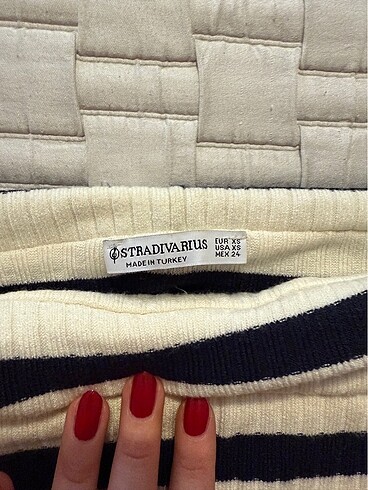 STRADIVARIUS
MADE IN TURKEY
EUR XS
USA XS
MEX 24